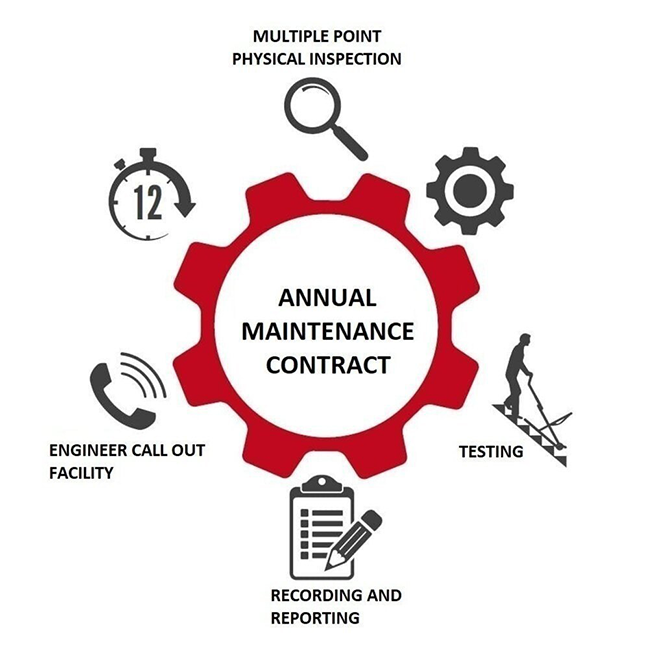 MULTIPLE POINT
PHYSICAL INSPECTION
12
ANNUAL
MAINTENANCE
CONTRACT
ENGINEER CALL OUT
FACILITY
TESTING
RECORDING AND
REPORTING